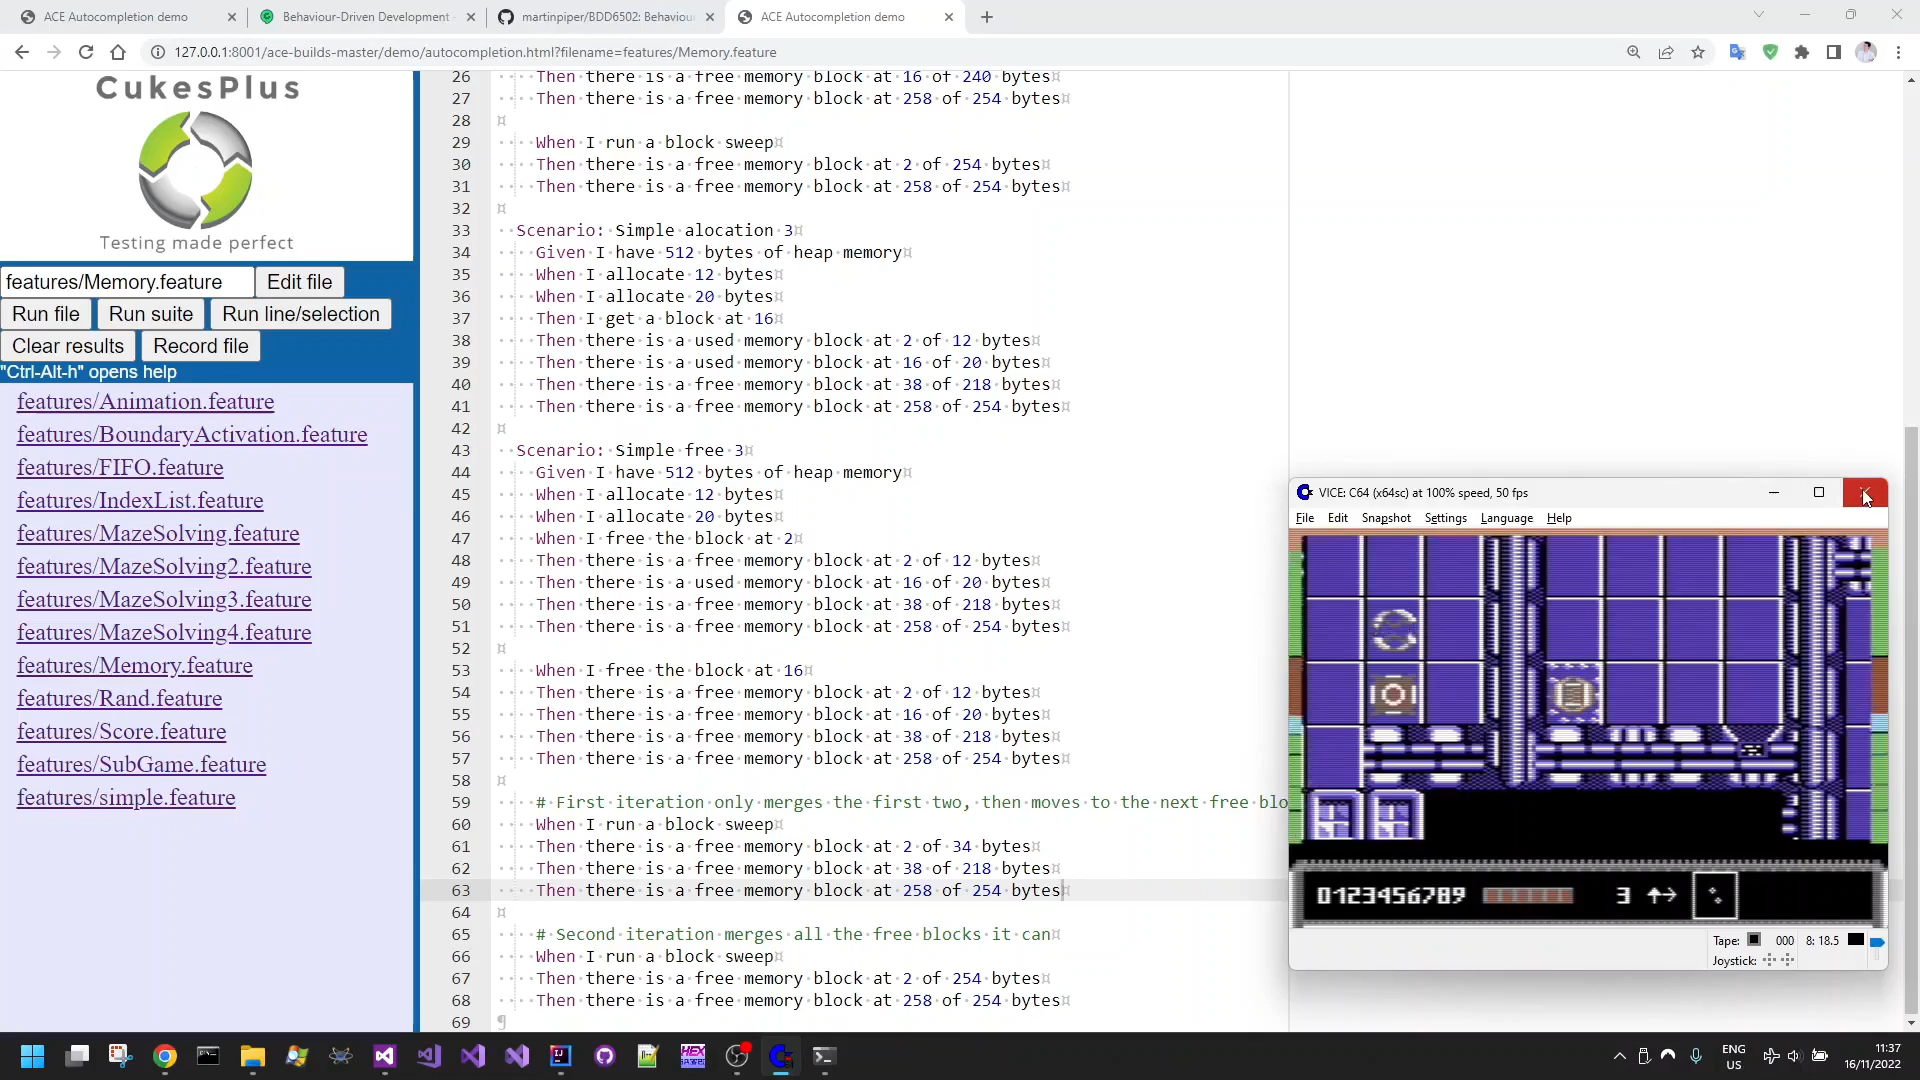 ACE Autocompletion demo
Behaviour-Driven Development
martinpiper/BDD6502: Behaviou
ACE Autocompletion demo
127.0.0.1:8001/ace-builds-master/demo/autocompletion.html?filename=features/Memory.feature
CukesPlus
Testing made perfect
features/Memory.feature Edit file
Run file Run suite Run line/selection
Clear results Record file
"Ctrl-Alt-h" opens help
features/Animation.feature
features/BoundaryActivation.feature
features/FIFO.feature
features/IndexList.feature
features/MazeSolving.feature
features/MazeSolving2.feature
features/MazeSolving3.feature
features/MazeSolving4.feature
features/Memory.feature
features/Rand.feature
features/Score.feature
features/SubGame.feature
features/simple.feature
26 Then there is a free memory block at 16 of 240 bytes
27 Then there is a free memory block at 258 of 254 bytes
28
29 When I run a block sweep
30 Then there is a free memory block at 2 of 254 bytes
31 Then there is a free memory block at 258 of 254 bytes
32
33 Scenario: Simple alocation 3
34 Given I have 512 bytes of heap memory
35 When I allocate 12 bytes
36 When I allocate 20 bytes
37 Then I get a block at 16
38 Then there is a used memory block at 2 of 12 bytes
39 Then there is a used memory block at 16 of 20 bytes
40 Then there is a free memory block at 38 of 218 bytes
41 Then there is a free memory block at 258 of 254 bytes
42
43 Scenario: Simple free 3
44 Given I have 512 bytes of heap memory
45 When I allocate 12 bytes
46 When I allocate 20 bytes
47 When I free the block at 2
48 Then there is a free memory block at 2 of 12 bytes
49 Then there is a used memory block at 16 of 20 bytes
50 Then there is a free memory block at 38 of 218 bytes
51 Then there is a free memory block at 258 of 254 bytes
52
53 When I free the block at 16
54 Then there is a free memory block at 2 of 12 bytes
55 Then there is a free memory block at 16 of 20 bytes
56 Then there is a free memory block at 38 of 218 bytes
57 Then there is a free memory block at 258 of 254 bytes
58
59 # First iteration only merges the first two, then moves to the next free blo
60 When I run a block sweep
61 Then there is a free memory block at 2 of 34 bytes
62 Then there is a free memory block at 38 of 218 bytes
63 Then there is a free memory block at 258 of 254 bytes
64
65 # Second iteration merges all the free blocks it can
66 When I run a block sweep
67 Then there is a free memory block at 2 of 254 bytes
68 Then there is a free memory block at 258 of 254 bytes
69
VICE: C64 (x64sc) at 100% speed, 50 fps
File Edit Snapshot Settings Language Help
0123456789 3
Tape: 000 8: 18.5
Joystick:
HEX
ENG
US
11:37
16/11/2022